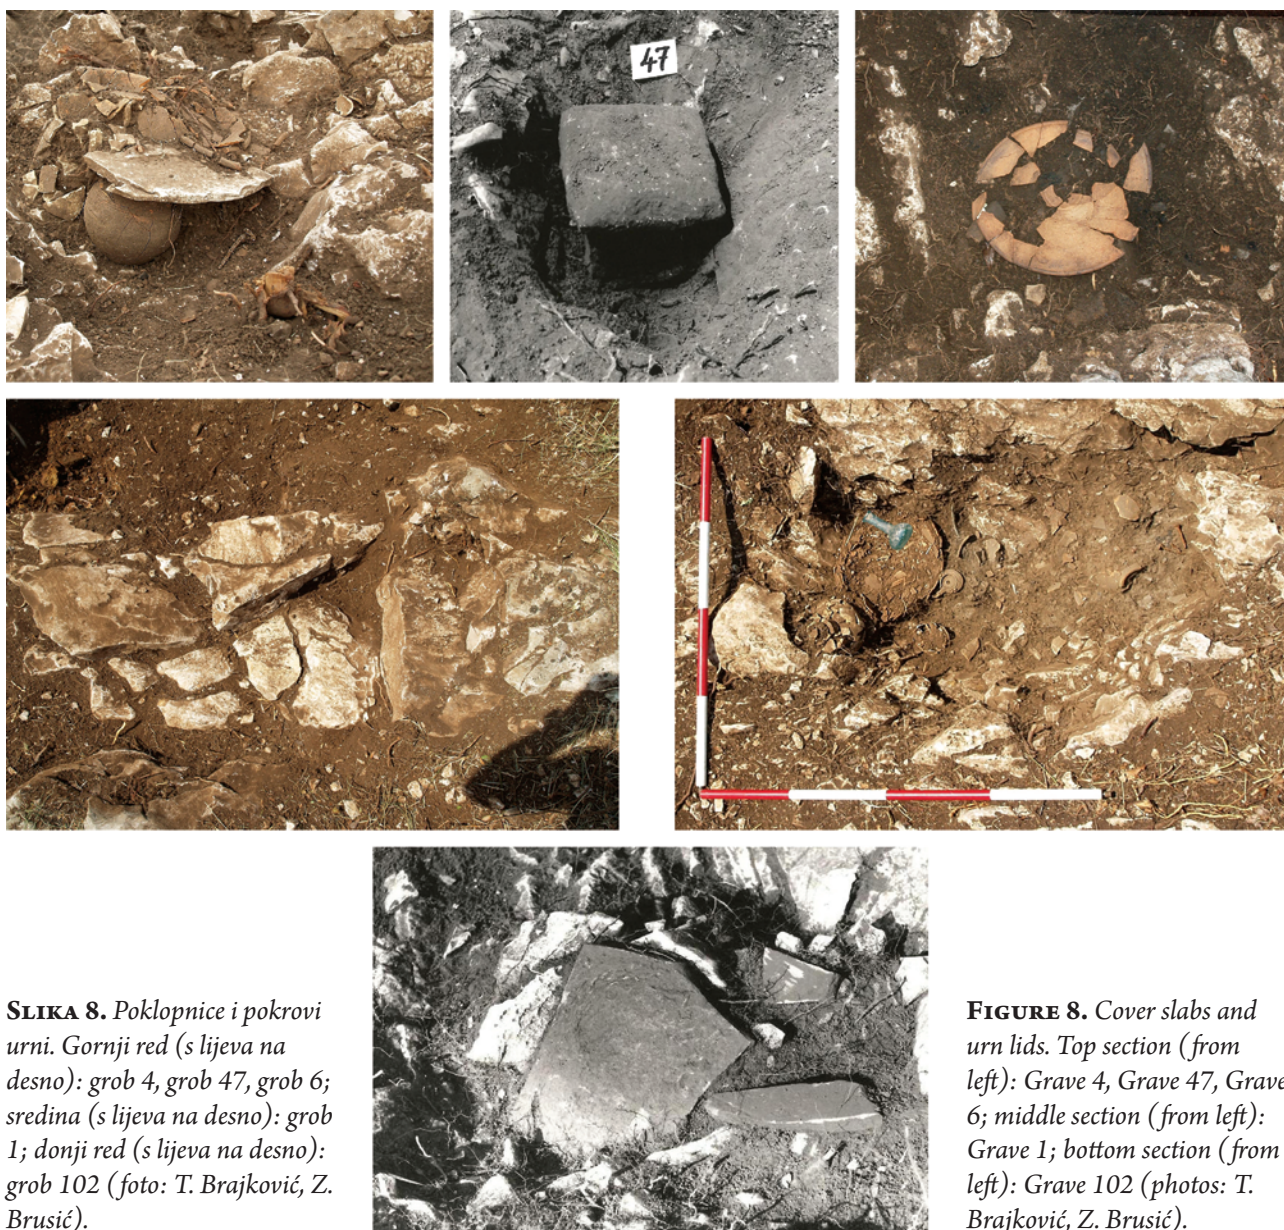 47
SLIKA 8. Poklopnice i pokrovi
urni. Gornji red (s lijeva na
desno): grob 4, grob 47, grob 6;
sredina (s lijeva na desno): grob
1; donji red (s lijeva na desno):
grob 102 (foto: T. Brajković, Z.
Brusić).
FIGURE 8. Cover slabs and
urn lids. Top section (from
left): Grave 4, Grave 47, Grave
6; middle section (from left):
Grave 1; bottom section (from
left): Grave 102 (photos: T.
Brajković, Z. Brusić).